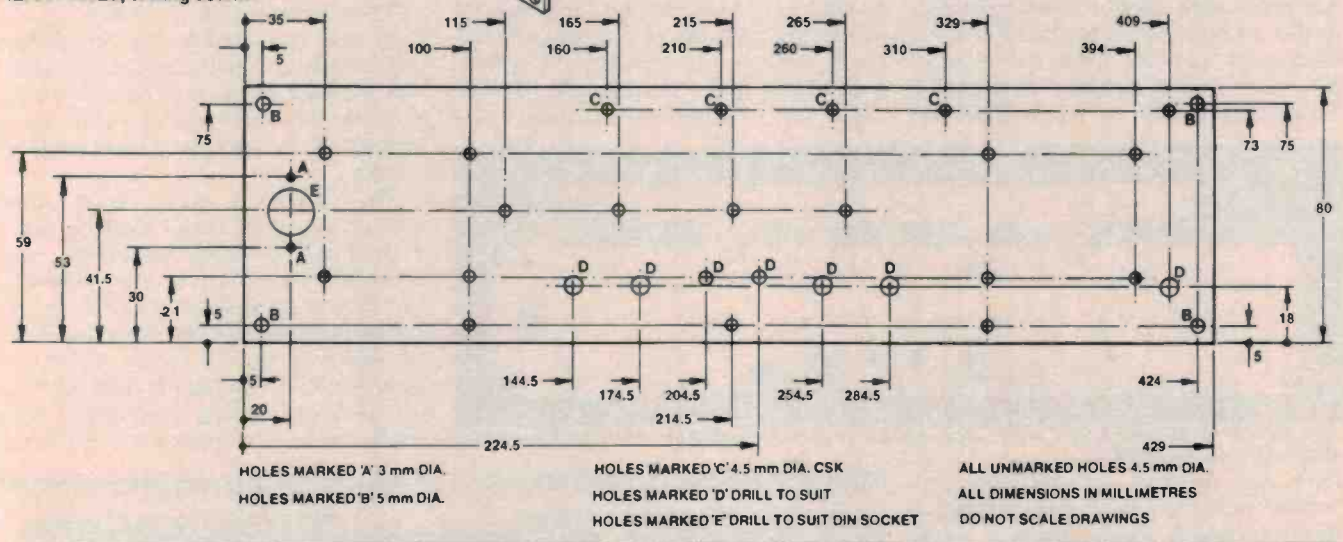 35 115 165 215 265 329 409
100 160 210 260 310 394
5
B C C C C B
75 73 75
A
E
59 53 41.5 30 21 5
A
80
D D D D D D D
B B
18
5
5 144.5 174.5 204.5 254.5 284.5 424
20 214.5
224.5 429
HOLES MARKED 'A' 3 mm DIA.
HOLES MARKED 'B' 5 mm DIA.
HOLES MARKED 'C' 4.5 mm DIA. CSK
HOLES MARKED 'D' DRILL TO SUIT
HOLES MARKED 'E' DRILL TO SUIT DIN SOCKET
ALL UNMARKED HOLES 4.5 mm DIA.
ALL DIMENSIONS IN MILLIMETRES
DO NOT SCALE DRAWINGS